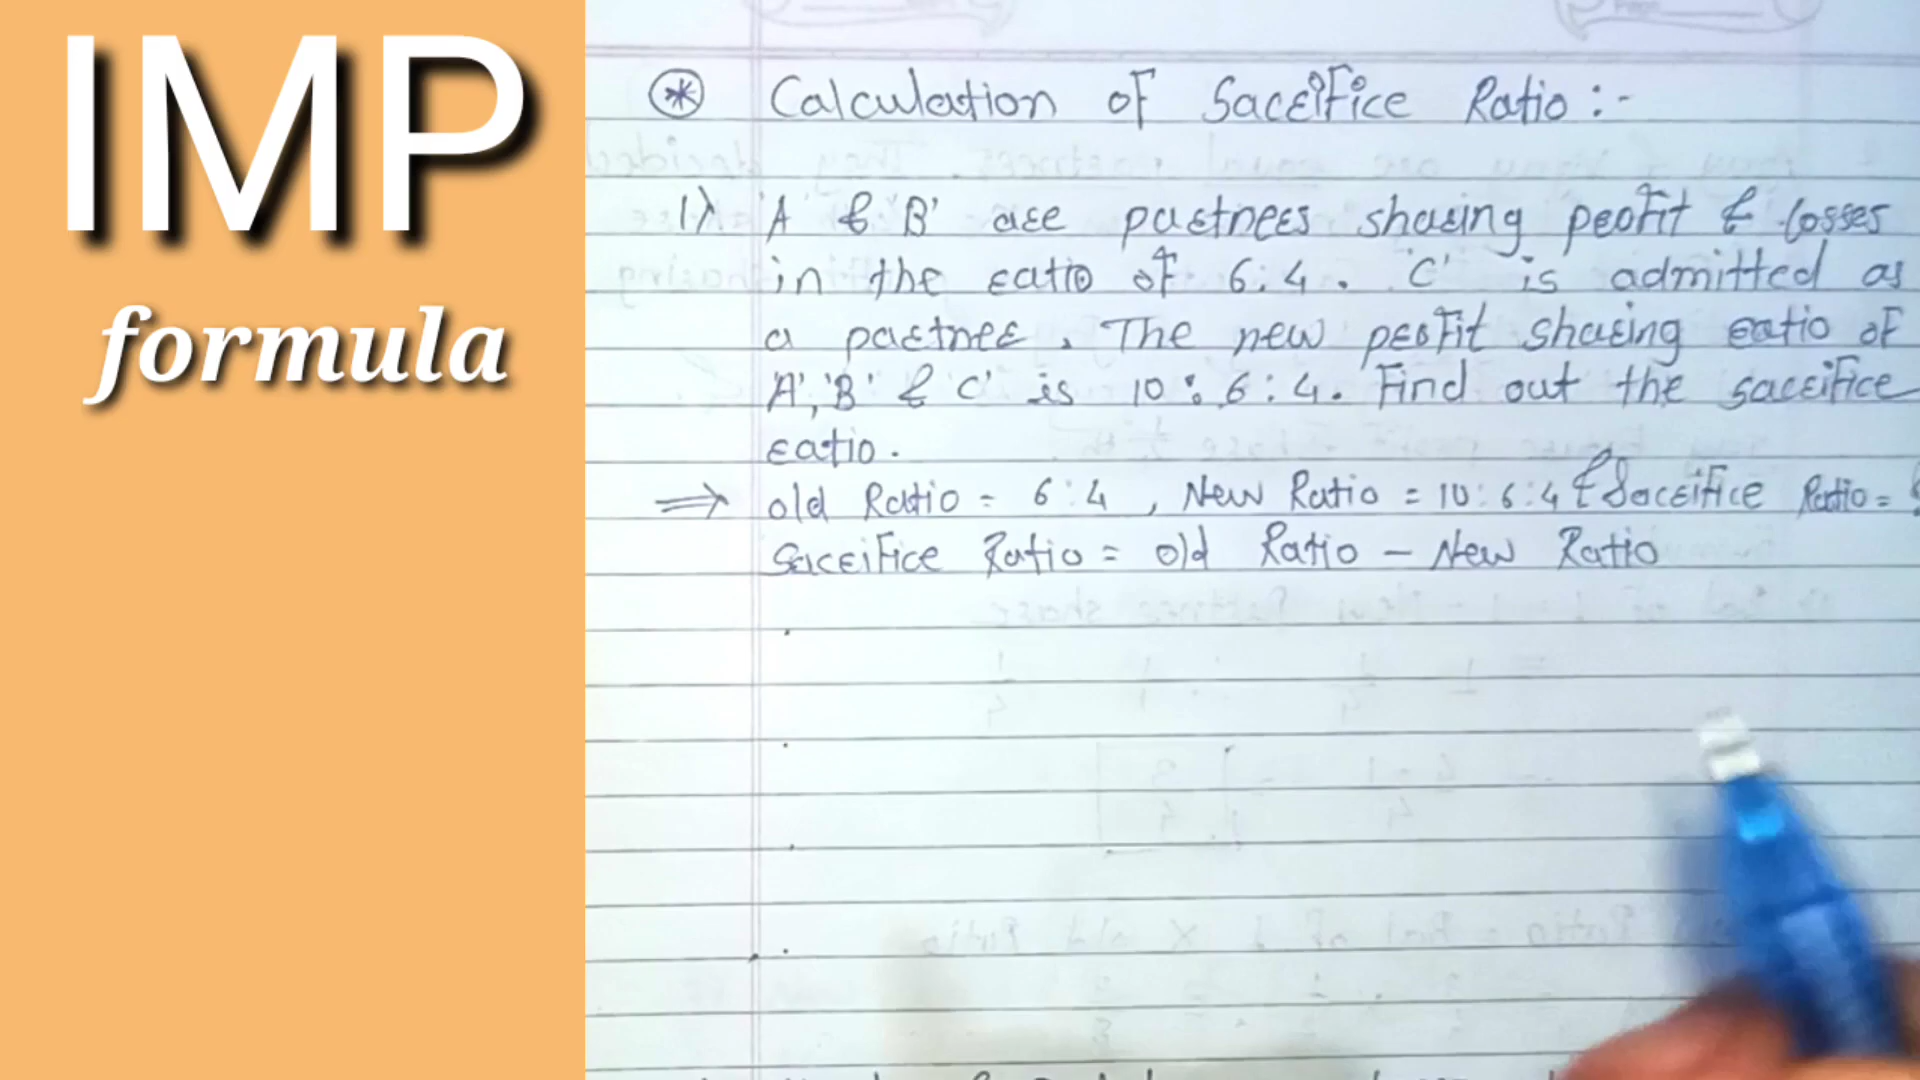 IMP
formula
* Calculation of Sacrifice Ratio :-
1) 'A' & 'B' are partners sharing profit & losses
in the ratio of 6:4. 'C' is admitted as
a partner. The new profit sharing ratio of
'A', 'B' & 'C' is 10:6:4. Find out the sacrifice
ratio.
⇒ old Ratio = 6:4, New Ratio = 10:6:4 & Sacrifice Ratio = ?
Sacrifice Ratio = old Ratio - New Ratio